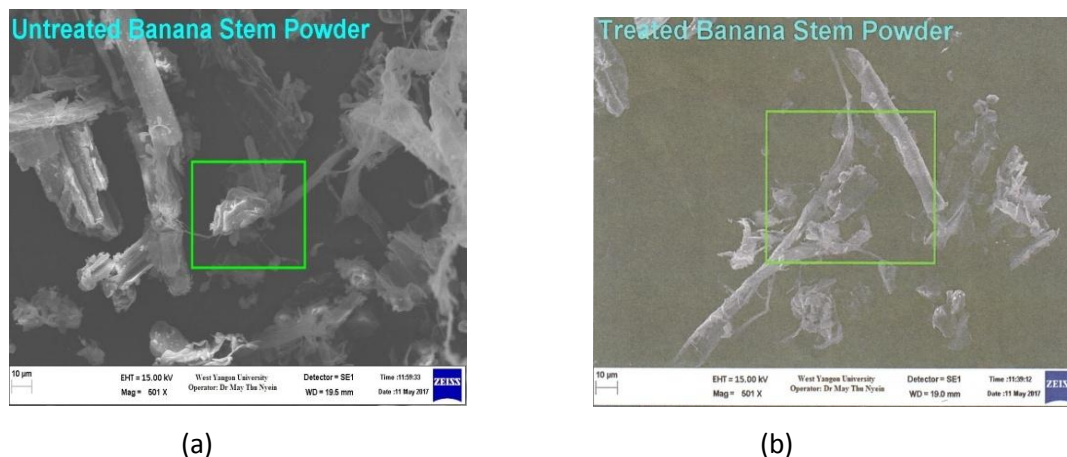 Untreated Banana Stem Powder
10 µm
EHT = 15.00 kV
Mag = 501 X
West Yangon University
Operator: Dr May Thu Nyein
Detector = SE1
WD = 19.5 mm
Time :11:59:33
Date :11 May 2017
ZEISS
(a)
Treated Banana Stem Powder
10 µm
EHT = 15.00 kV
Mag = 501 X
West Yangon University
Operator: Dr May Thu Nyein
Detector = SE1
WD = 19.0 mm
Time :11:39:12
Date :11 May 2017
ZEISS
(b)